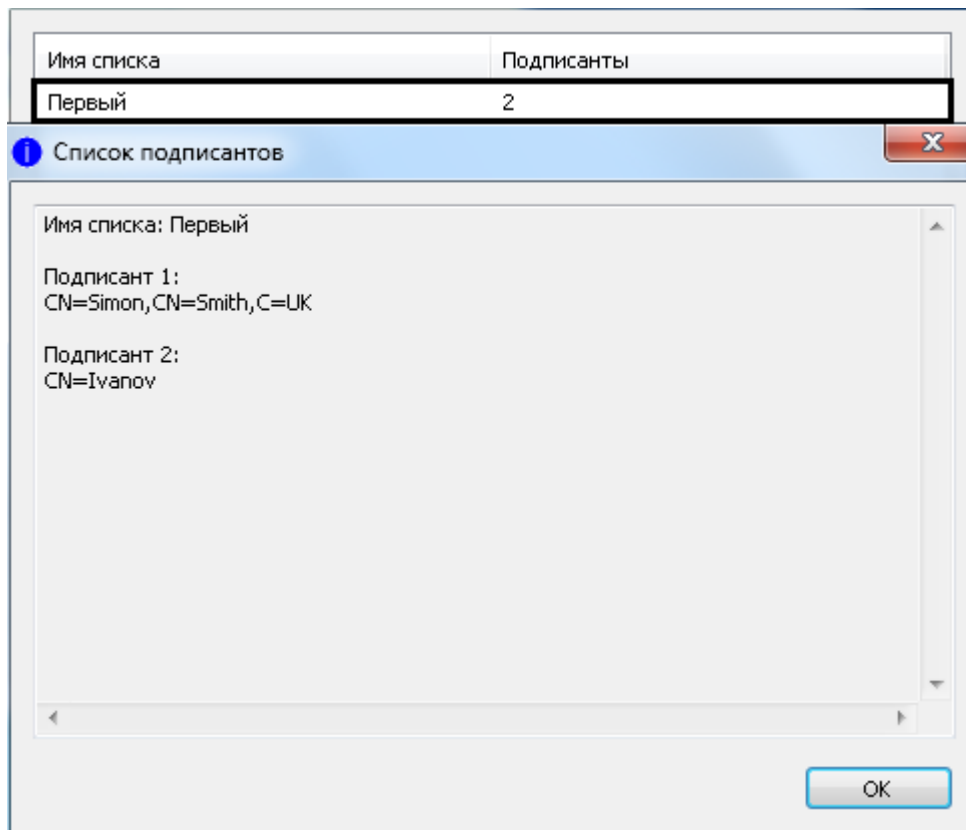 Имя списка Подписанты
Первый 2
Список подписантов
Имя списка: Первый
Подписант 1:
CN=Simon,CN=Smith,C=UK
Подписант 2:
CN=Ivanov
OK